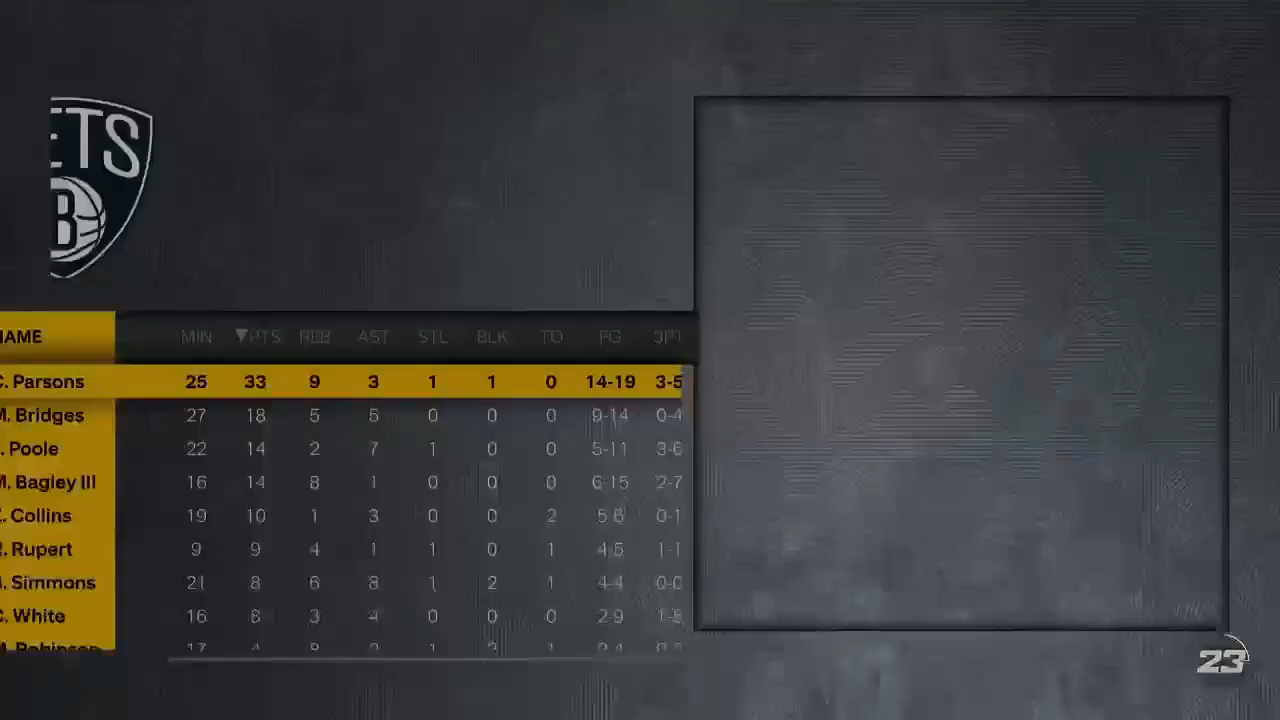 ETS
B
NAME MIN ▼PTS REB AST STL BLK TO FG 3PT
C. Parsons 25 33 9 3 1 1 0 14-19 3-5
M. Bridges 27 18 5 5 0 0 0 9-14 0-4
. Poole 22 14 2 7 1 0 0 5-11 3-6
M. Bagley III 16 14 8 1 0 0 0 6-15 2-7
. Collins 19 10 1 3 0 0 2 5-6 0-1
. Rupert 9 9 4 1 1 0 1 4-5 1-1
. Simmons 21 8 6 8 1 2 1 4-4 0-0
C. White 16 8 3 4 0 0 0 2-9 1-8
. Robinson 17
23